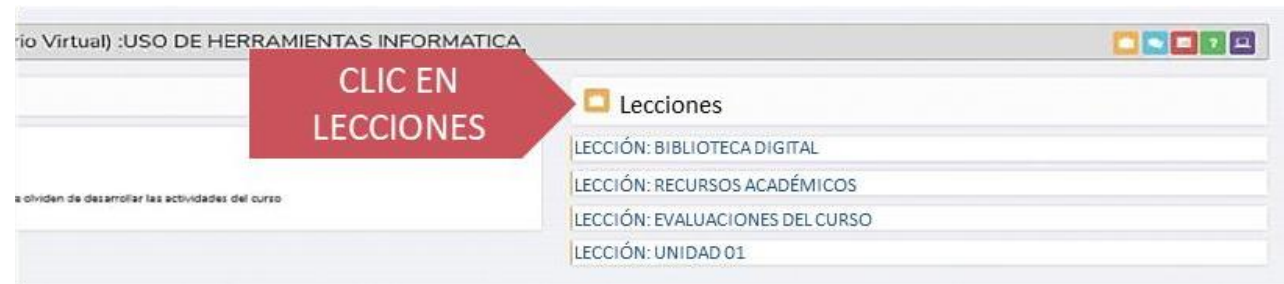 rio Virtual) :USO DE HERRAMIENTAS INFORMATICA
CLIC EN
LECCIONES
Lecciones
LECCIÓN: BIBLIOTECA DIGITAL
LECCIÓN: RECURSOS ACADÉMICOS
LECCIÓN: EVALUACIONES DEL CURSO
LECCIÓN: UNIDAD 01
olviden de desarrollar las actividades del curso
?